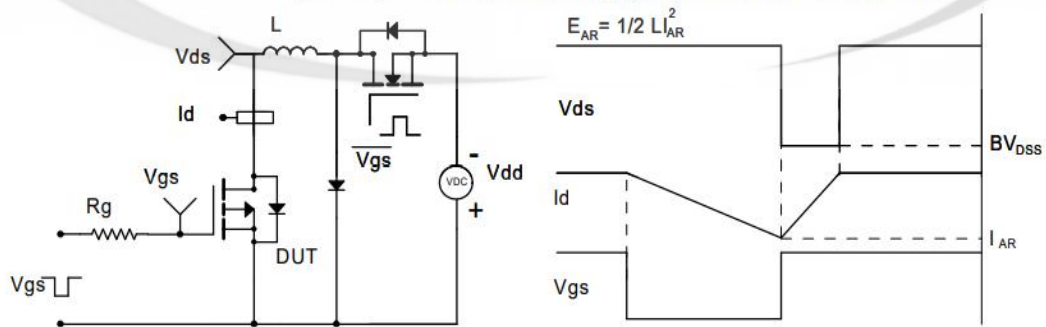 L
Vds
Id
Vgs
Vgs
Rg
DUT
Vgs
VDC
-
Vdd
+
E_AR = 1/2 LI_AR^2
Vds
BV_DSS
Id
I_AR
Vgs